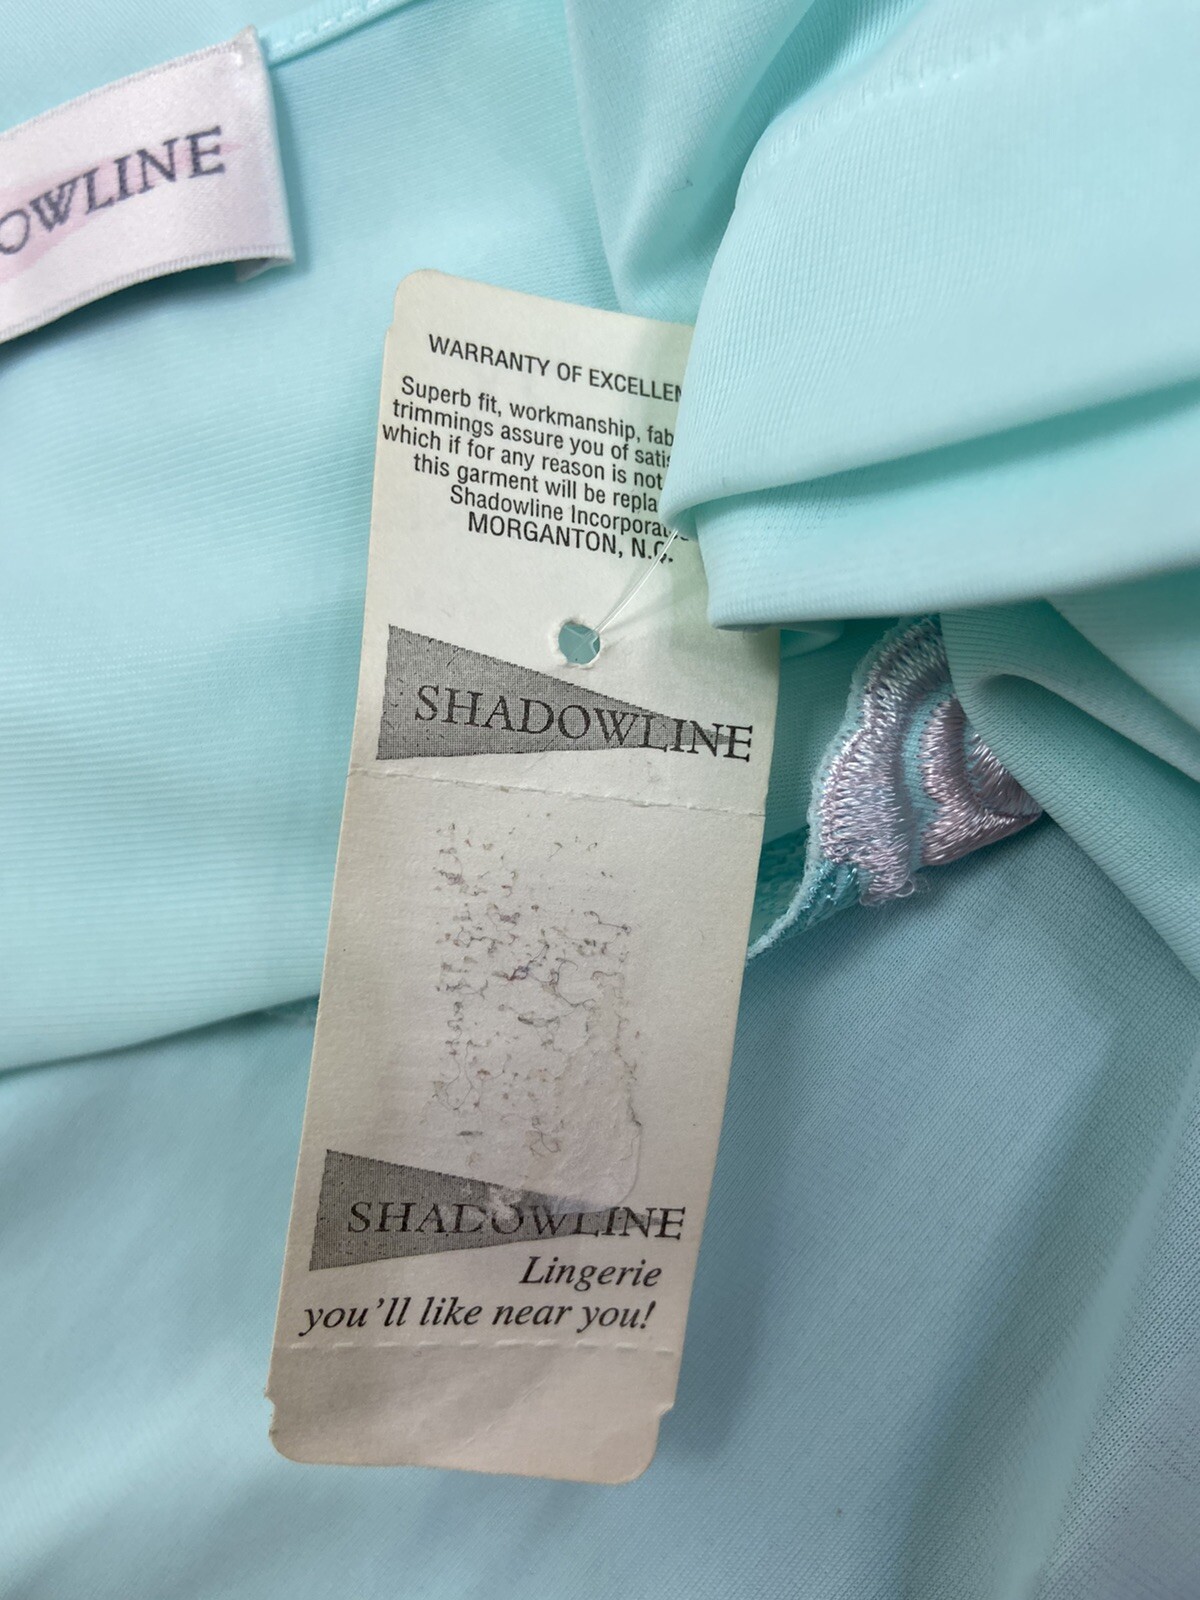 OWLINE
WARRANTY OF EXCELLEN
Superb fit, workmanship, fab
trimmings assure you of satis
which if for any reason is not
this garment will be repla
Shadowline Incorporat
MORGANTON, N.C.
SHADOWLINE
SHADOWLINE
Lingerie
you'll like near you!